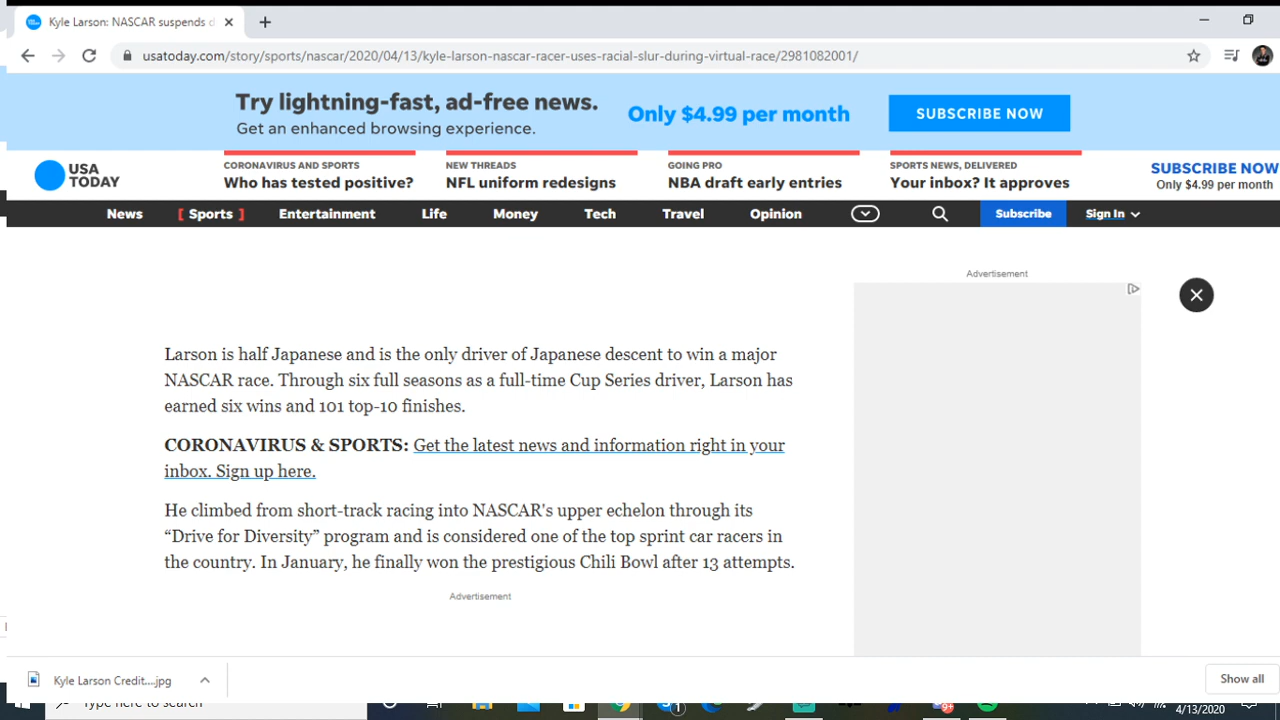 Kyle Larson: NASCAR suspends d
usatoday.com/story/sports/nascar/2020/04/13/kyle-larson-nascar-racer-uses-racial-slur-during-virtual-race/2981082001/
Try lightning-fast, ad-free news.
Get an enhanced browsing experience.
Only $4.99 per month
SUBSCRIBE NOW
USA
TODAY
CORONAVIRUS AND SPORTS
Who has tested positive?
NEW THREADS
NFL uniform redesigns
GOING PRO
NBA draft early entries
SPORTS NEWS, DELIVERED
Your inbox? It approves
SUBSCRIBE NOW
Only $4.99 per month
News [ Sports ] Entertainment Life Money Tech Travel Opinion Subscribe Sign In
Advertisement
Larson is half Japanese and is the only driver of Japanese descent to win a major
NASCAR race. Through six full seasons as a full-time Cup Series driver, Larson has
earned six wins and 101 top-10 finishes.
CORONAVIRUS & SPORTS: Get the latest news and information right in your
inbox. Sign up here.
He climbed from short-track racing into NASCAR's upper echelon through its
“Drive for Diversity” program and is considered one of the top sprint car racers in
the country. In January, he finally won the prestigious Chili Bowl after 13 attempts.
Advertisement
Kyle Larson Credit....jpg
Show all
Type here to search
1
9+
4/13/2020